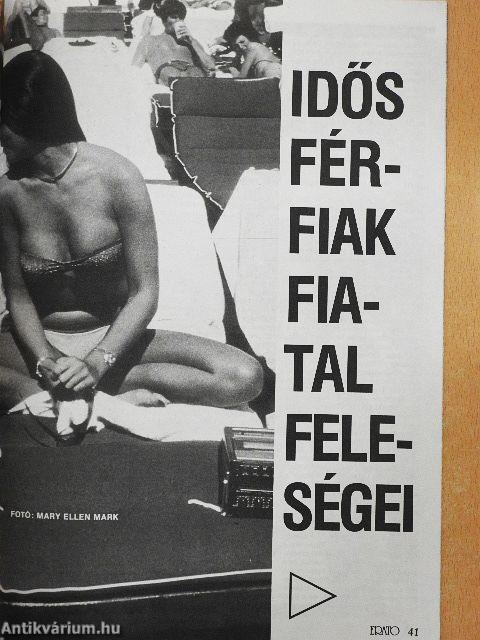 IDŐS
FÉR-
FIAK
FIA-
TAL
FELE-
SÉGEI
FOTÓ: MARY ELLEN MARK
ERATO 41
Antikvárium.hu